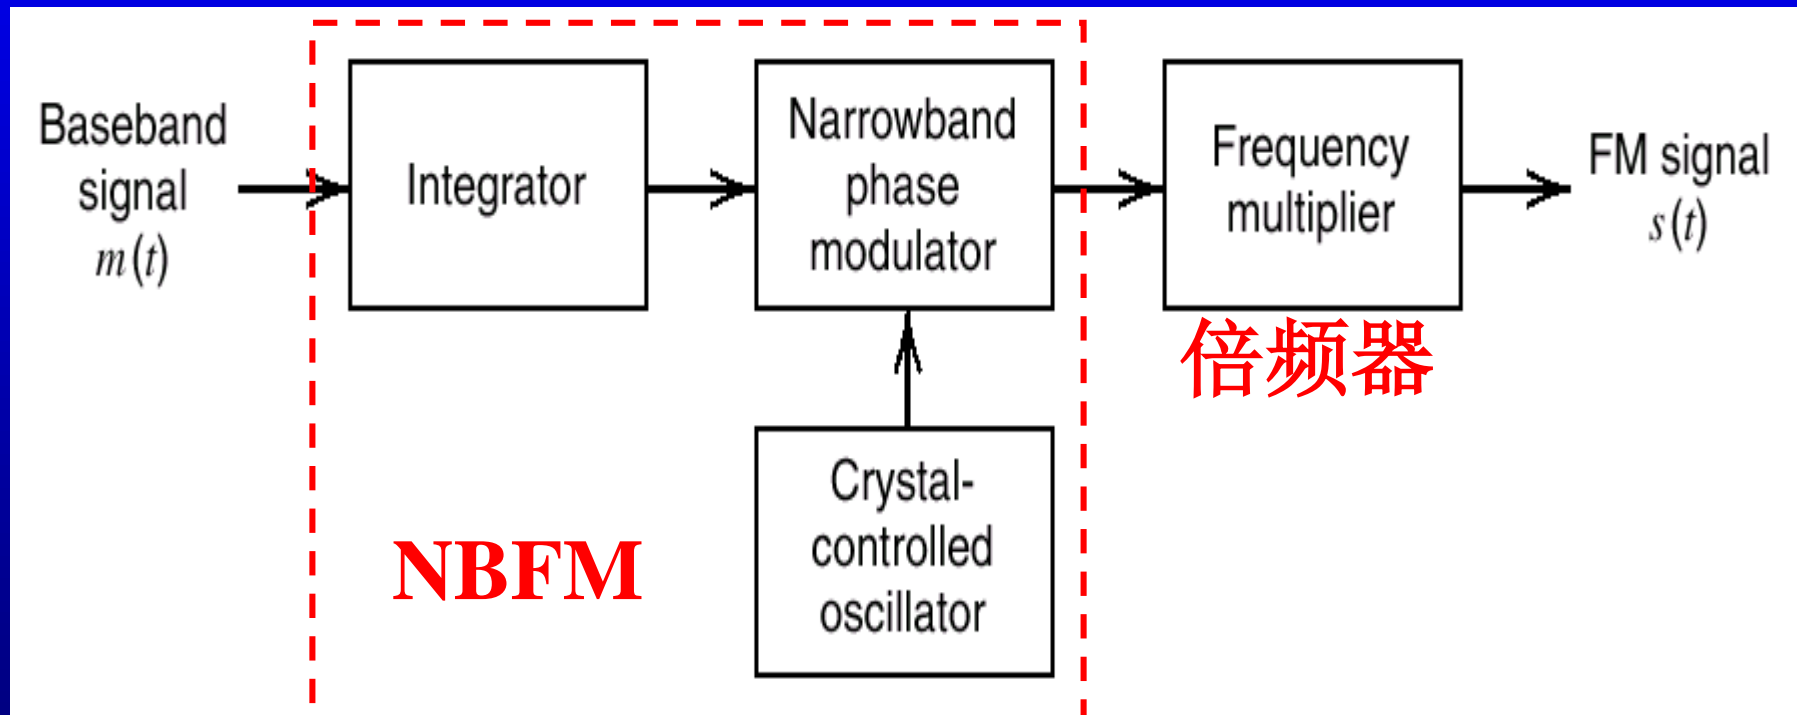 Baseband
signal
m(t)
Integrator
Narrowband
phase
modulator
Frequency
multiplier
FM signal
s(t)
倍频器
Crystal-
controlled
oscillator
NBFM